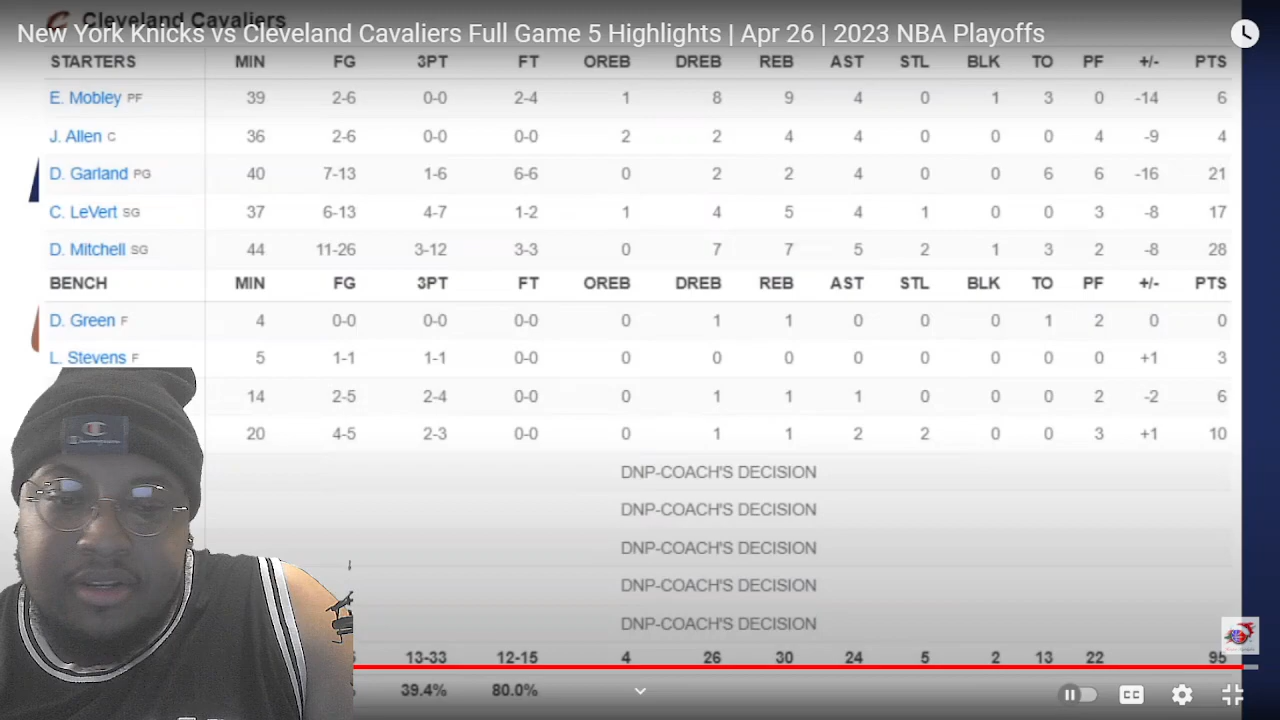 Cleveland Cavaliers
New York Knicks vs Cleveland Cavaliers Full Game 5 Highlights | Apr 26 | 2023 NBA Playoffs
STARTERS MIN FG 3PT FT OREB DREB REB AST STL BLK TO PF +/- PTS
E. Mobley PF 39 2-6 0-0 2-4 1 8 9 4 0 1 3 0 -14 6
J. Allen C 36 2-6 0-0 0-0 2 2 4 4 0 0 0 4 -9 4
D. Garland PG 40 7-13 1-6 6-6 0 2 2 4 0 0 6 6 -16 21
C. LeVert SG 37 6-13 4-7 1-2 1 4 5 4 1 0 0 3 -8 17
D. Mitchell SG 44 11-26 3-12 3-3 0 7 7 5 2 1 3 2 -8 28
BENCH MIN FG 3PT FT OREB DREB REB AST STL BLK TO PF +/- PTS
D. Green F 4 0-0 0-0 0-0 0 1 1 0 0 0 1 2 0 0
L. Stevens F 5 1-1 1-1 0-0 0 0 0 0 0 0 0 0 +1 3
14 2-5 2-4 0-0 0 1 1 1 0 0 0 2 -2 6
20 4-5 2-3 0-0 0 1 1 2 2 0 0 3 +1 10
DNP-COACH'S DECISION
DNP-COACH'S DECISION
DNP-COACH'S DECISION
DNP-COACH'S DECISION
DNP-COACH'S DECISION
13-33 12-15 4 26 30 24 5 2 13 22 95
39.4% 80.0%
CC